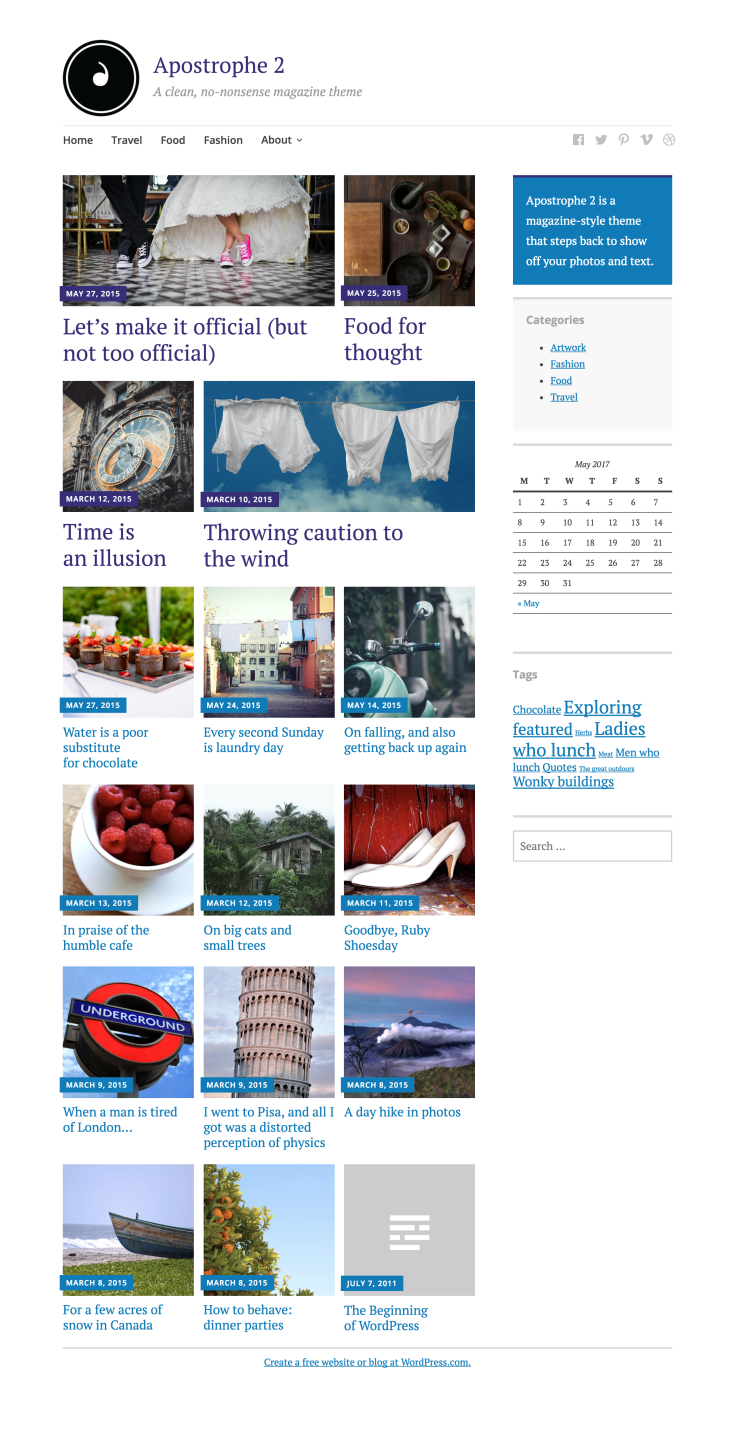 Apostrophe 2
A clean, no-nonsense magazine theme
Home Travel Food Fashion About
MAY 27, 2015
Let’s make it official (but
not too official)
MAY 25, 2015
Food for
thought
MARCH 12, 2015
Time is
an illusion
MARCH 10, 2015
Throwing caution to
the wind
MAY 27, 2015
Water is a poor
substitute
for chocolate
MAY 24, 2015
Every second Sunday
is laundry day
MAY 14, 2015
On falling, and also
getting back up again
MARCH 13, 2015
In praise of the
humble cafe
MARCH 12, 2015
On big cats and
small trees
MARCH 11, 2015
Goodbye, Ruby
Shoesday
UNDERGROUND
MARCH 9, 2015
When a man is tired
of London…
MARCH 9, 2015
I went to Pisa, and all I
got was a distorted
perception of physics
MARCH 8, 2015
A day hike in photos
MARCH 8, 2015
For a few acres of
snow in Canada
MARCH 8, 2015
How to behave:
dinner parties
JULY 7, 2011
The Beginning
of WordPress
Apostrophe 2 is a
magazine-style theme
that steps back to show
off your photos and text.
Categories
Artwork
Fashion
Food
Travel
May 2017
M T W T F S S
1 2 3 4 5 6 7
8 9 10 11 12 13 14
15 16 17 18 19 20 21
22 23 24 25 26 27 28
29 30 31
« May
Tags
Chocolate Exploring
featured Herbs Ladies
who lunch Meat Men who
lunch Quotes The great outdoors
Wonky buildings
Search …
Create a free website or blog at WordPress.com.